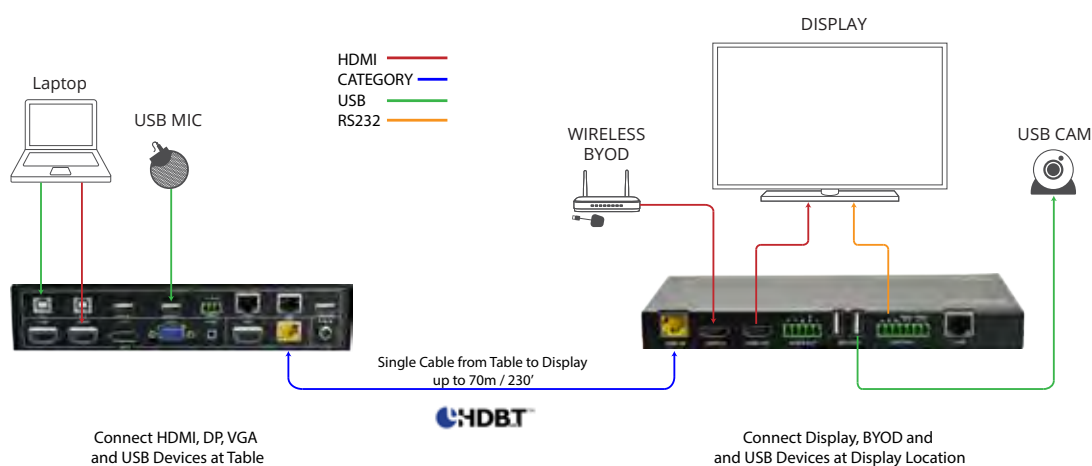 DISPLAY
HDMI
CATEGORY
USB
RS232
Laptop
USB MIC
WIRELESS
BYOD
USB CAM
Single Cable from Table to Display
up to 70m / 230’
HDBT
Connect HDMI, DP, VGA
and USB Devices at Table
Connect Display, BYOD and
and USB Devices at Display Location